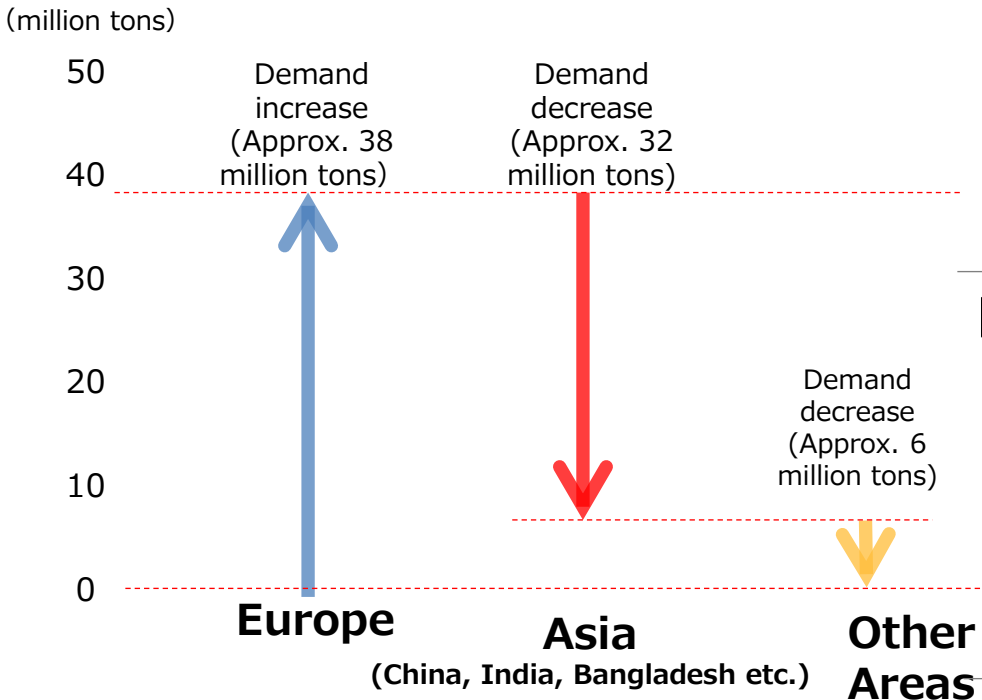 (million tons)
50
40
30
20
10
0
Demand
increase
(Approx. 38
million tons)
Demand
decrease
(Approx. 32
million tons)
Demand
decrease
(Approx. 6
million tons)
Europe
Asia
(China, India, Bangladesh etc.)
Other
Areas